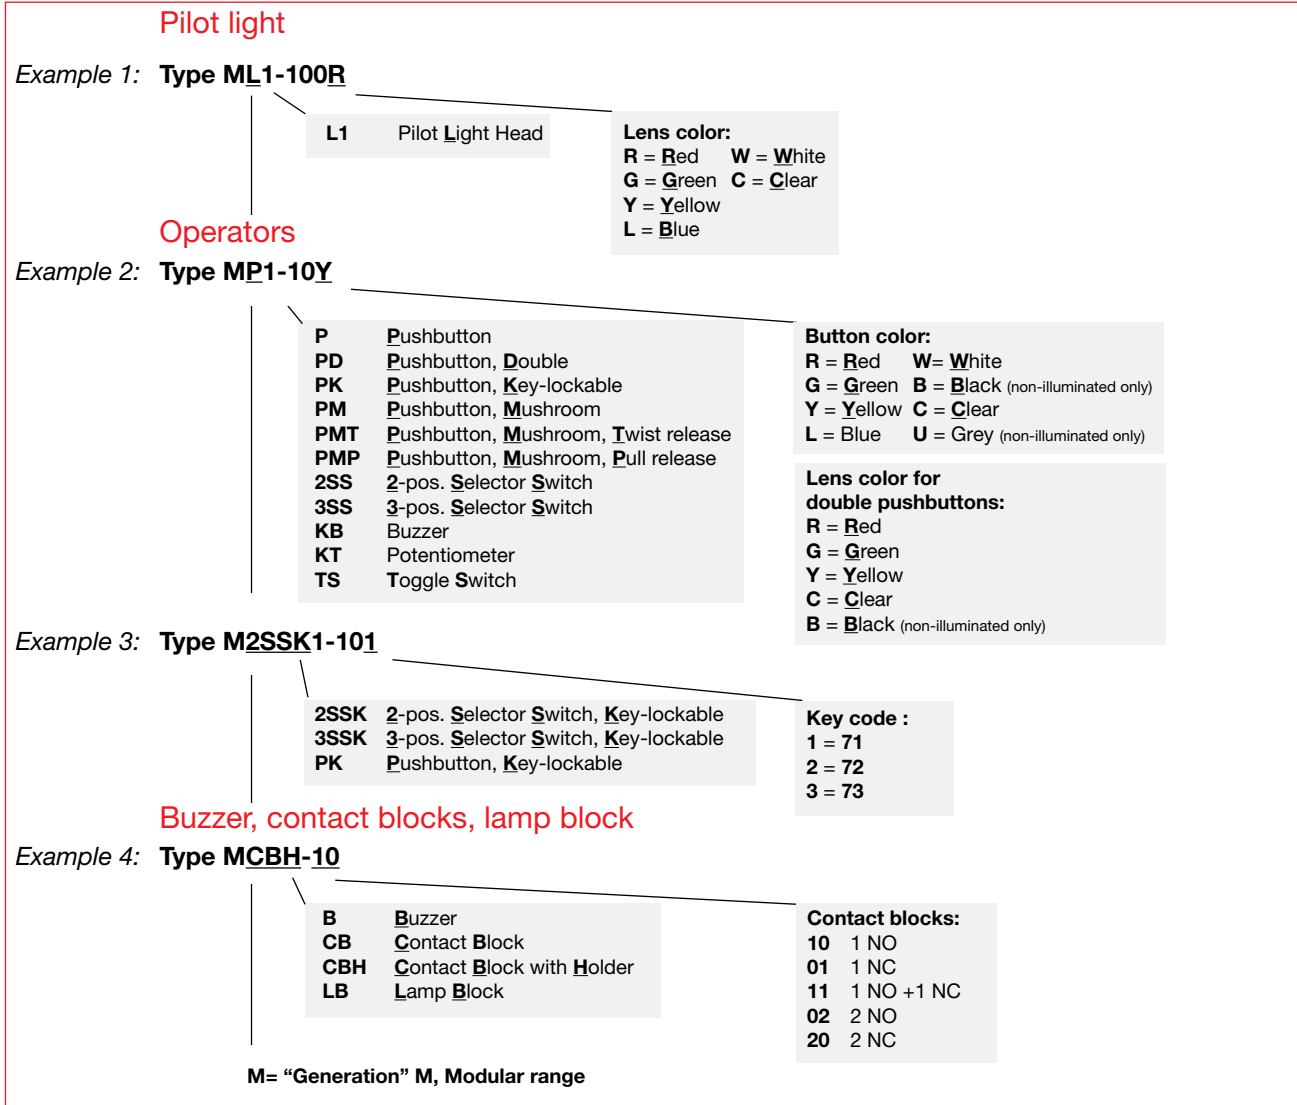 Pilot light
Example 1: Type ML1-100R
L1 Pilot Light Head
Lens color:
R = Red W = White
G = Green C = Clear
Y = Yellow
L = Blue
Operators
Example 2: Type MP1-10Y
P Pushbutton
PD Pushbutton, Double
PK Pushbutton, Key-lockable
PM Pushbutton, Mushroom
PMT Pushbutton, Mushroom, Twist release
PMP Pushbutton, Mushroom, Pull release
2SS 2-pos. Selector Switch
3SS 3-pos. Selector Switch
KB Buzzer
KT Potentiometer
TS Toggle Switch
Button color:
R = Red W= White
G = Green B = Black (non-illuminated only)
Y = Yellow C = Clear
L = Blue U = Grey (non-illuminated only)
Lens color for
double pushbuttons:
R = Red
G = Green
Y = Yellow
C = Clear
B = Black (non-illuminated only)
Example 3: Type M2SSK1-101
2SSK 2-pos. Selector Switch, Key-lockable
3SSK 3-pos. Selector Switch, Key-lockable
PK Pushbutton, Key-lockable
Key code :
1 = 71
2 = 72
3 = 73
Buzzer, contact blocks, lamp block
Example 4: Type MCBH-10
B Buzzer
CB Contact Block
CBH Contact Block with Holder
LB Lamp Block
Contact blocks:
10 1 NO
01 1 NC
11 1 NO +1 NC
02 2 NO
20 2 NC
M= “Generation” M, Modular range